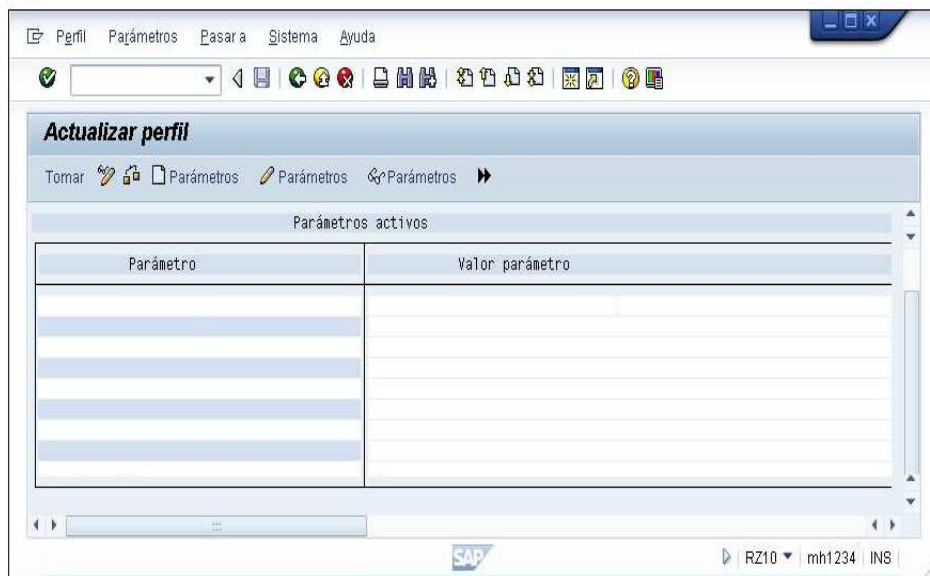 Perfil Parámetros Pasar a Sistema Ayuda
Actualizar perfil
Tomar Parámetros Parámetros Parámetros
Parámetros activos
Parámetro Valor parámetro
SAP RZ10 mh1234 INS